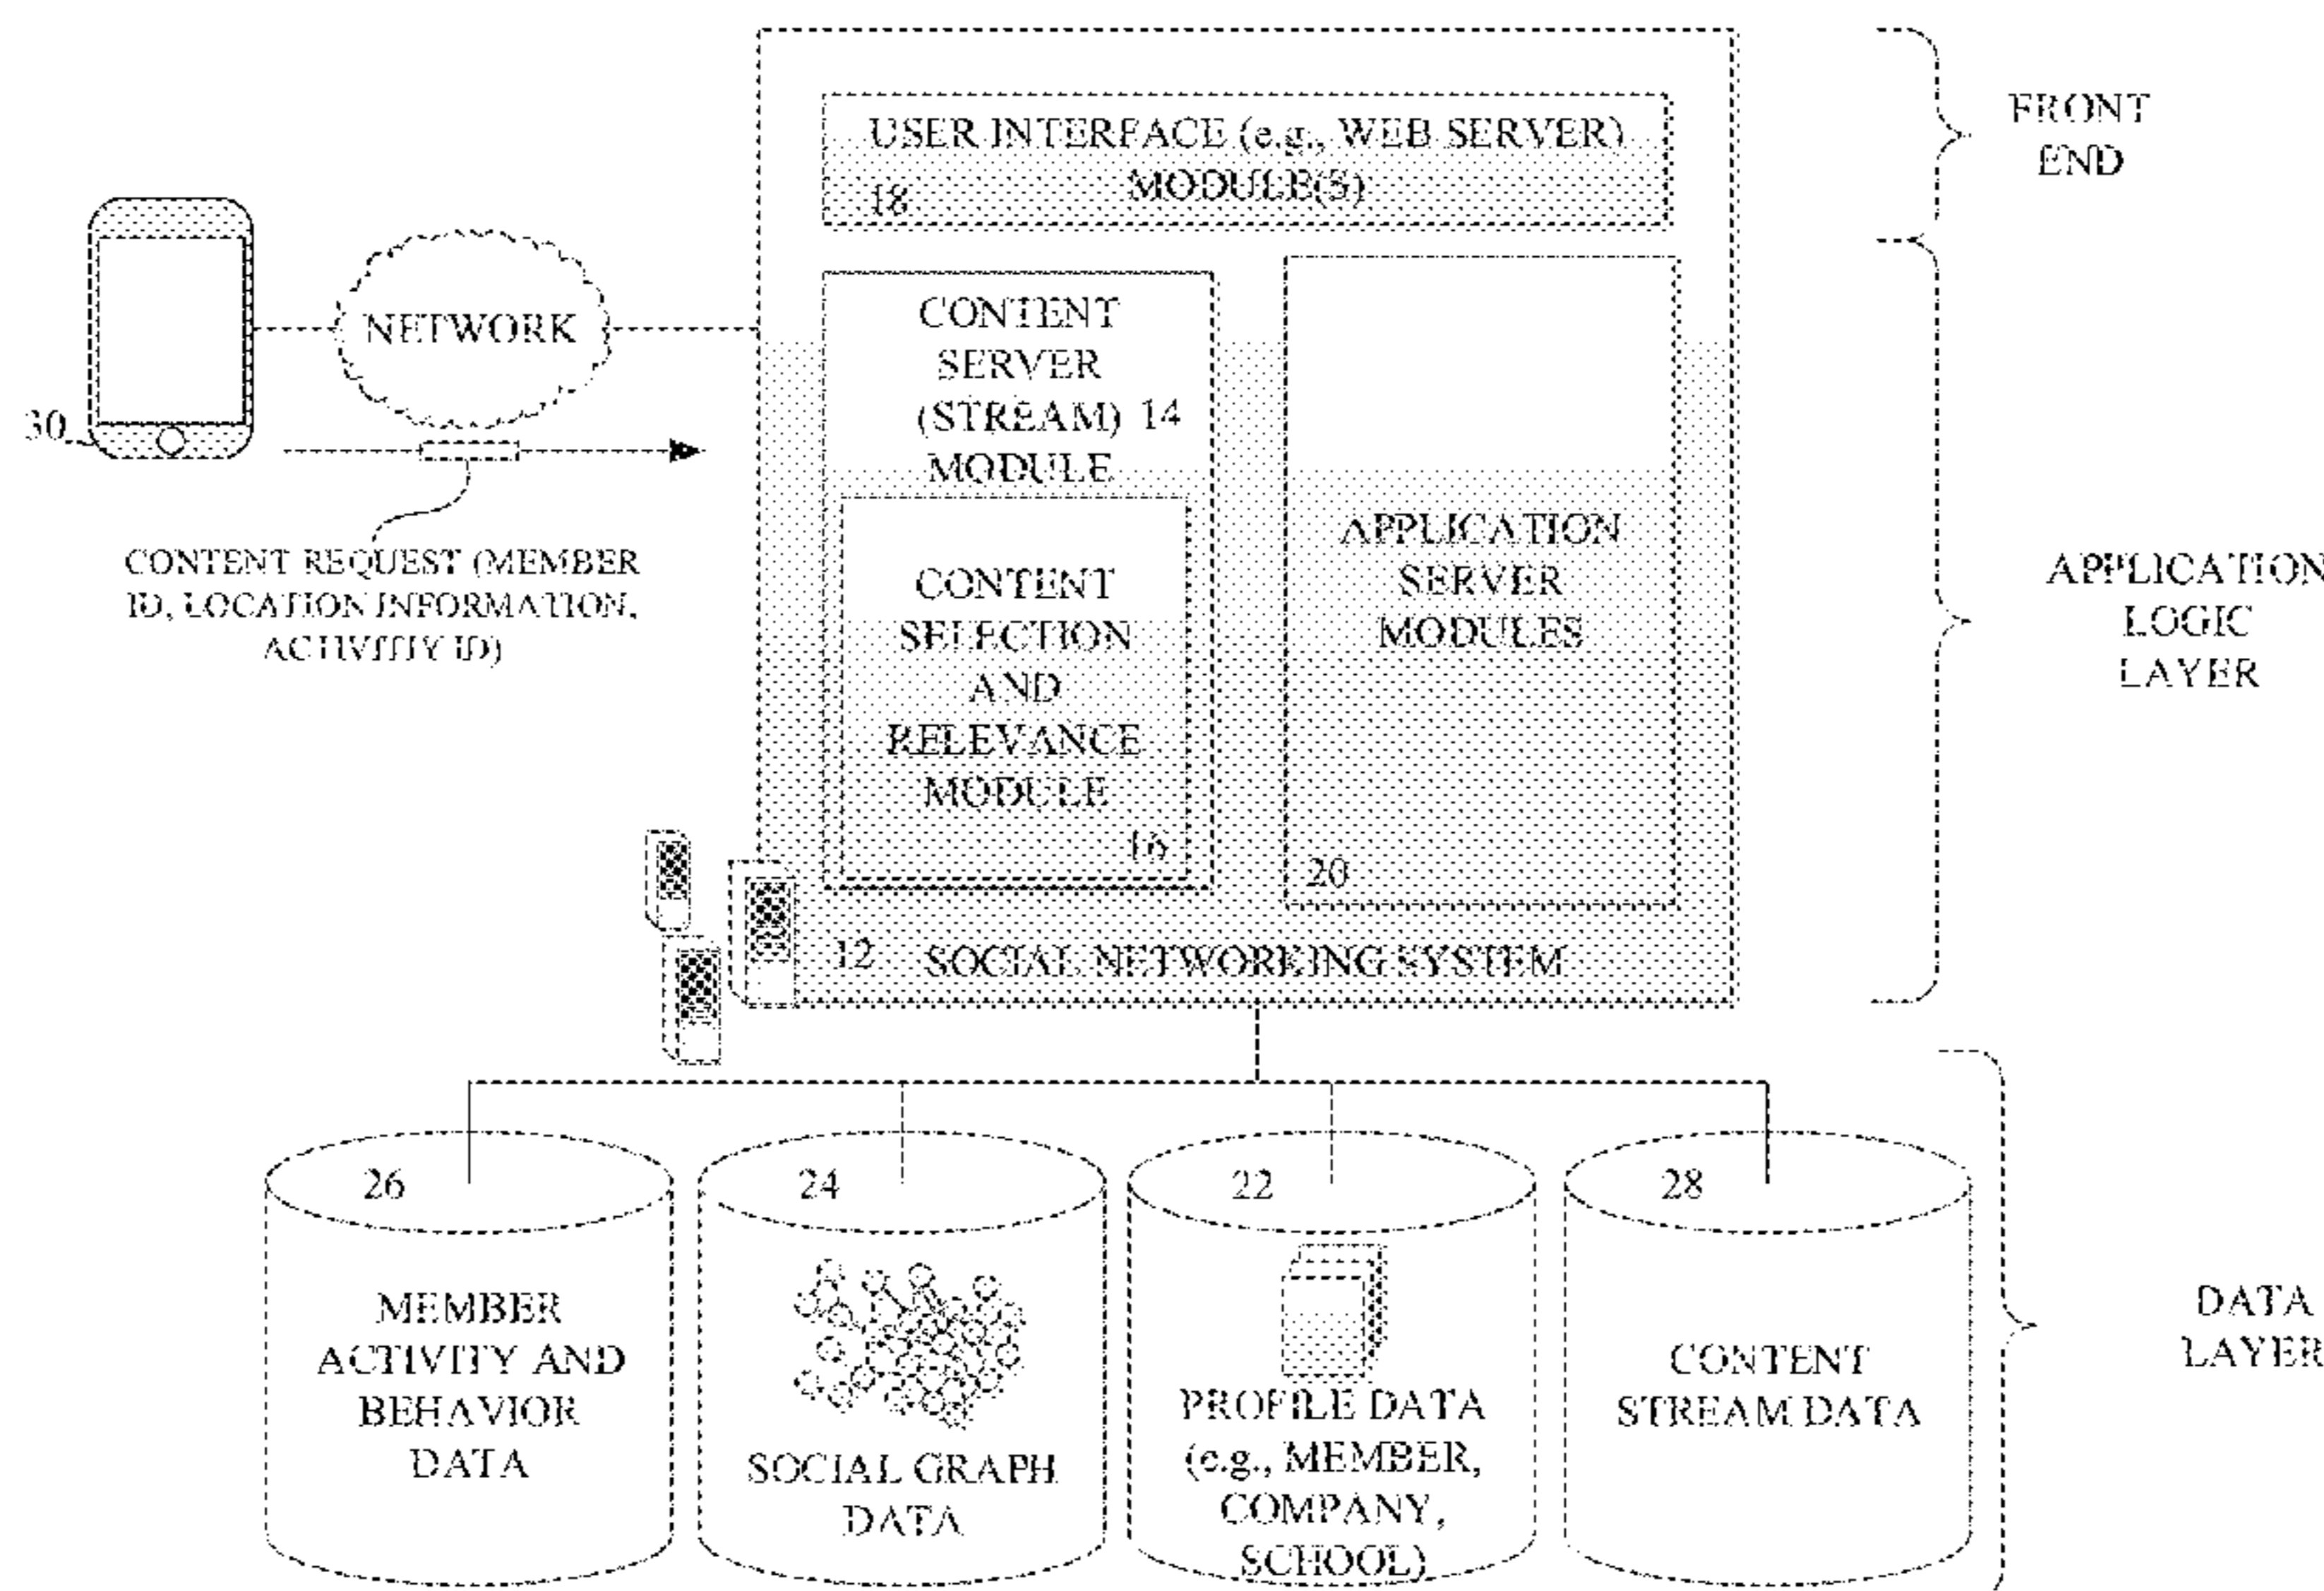 USER INTERFACE (e.g., WEB SERVER)
MODULE(S)
18
FRONT
END
NETWORK
30
CONTENT REQUEST (MEMBER
ID, LOCATION INFORMATION,
ACTIVITIY ID)
CONTENT
SERVER
(STREAM) 14
MODULE
CONTENT
SELECTION
AND
RELEVANCE
MODULE
16
APPLICATION
SERVER
MODULES
20
APPLICATION
LOGIC
LAYER
12 SOCIAL NETWORKING SYSTEM
26
MEMBER
ACTIVITY AND
BEHAVIOR
DATA
24
SOCIAL GRAPH
DATA
22
PROFILE DATA
(e.g., MEMBER,
COMPANY,
SCHOOL)
28
CONTENT
STREAM DATA
DATA
LAYER